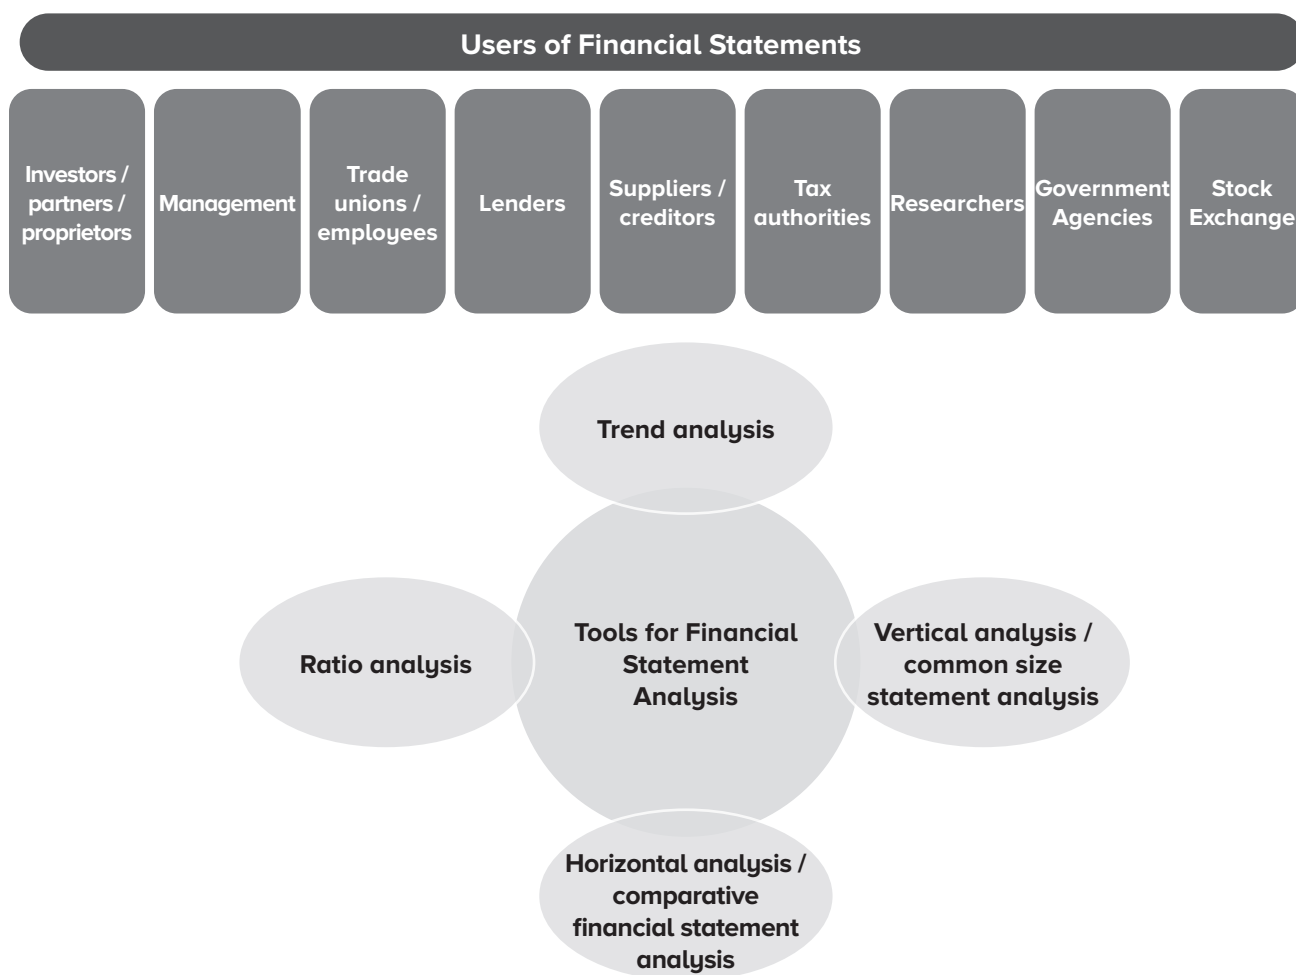 Users of Financial Statements
Investors /
partners /
proprietors
Management
Trade
unions /
employees
Lenders
Suppliers /
creditors
Tax
authorities
Researchers
Government
Agencies
Stock
Exchange
Trend analysis
Ratio analysis
Tools for Financial
Statement
Analysis
Vertical analysis /
common size
statement analysis
Horizontal analysis /
comparative
financial statement
analysis